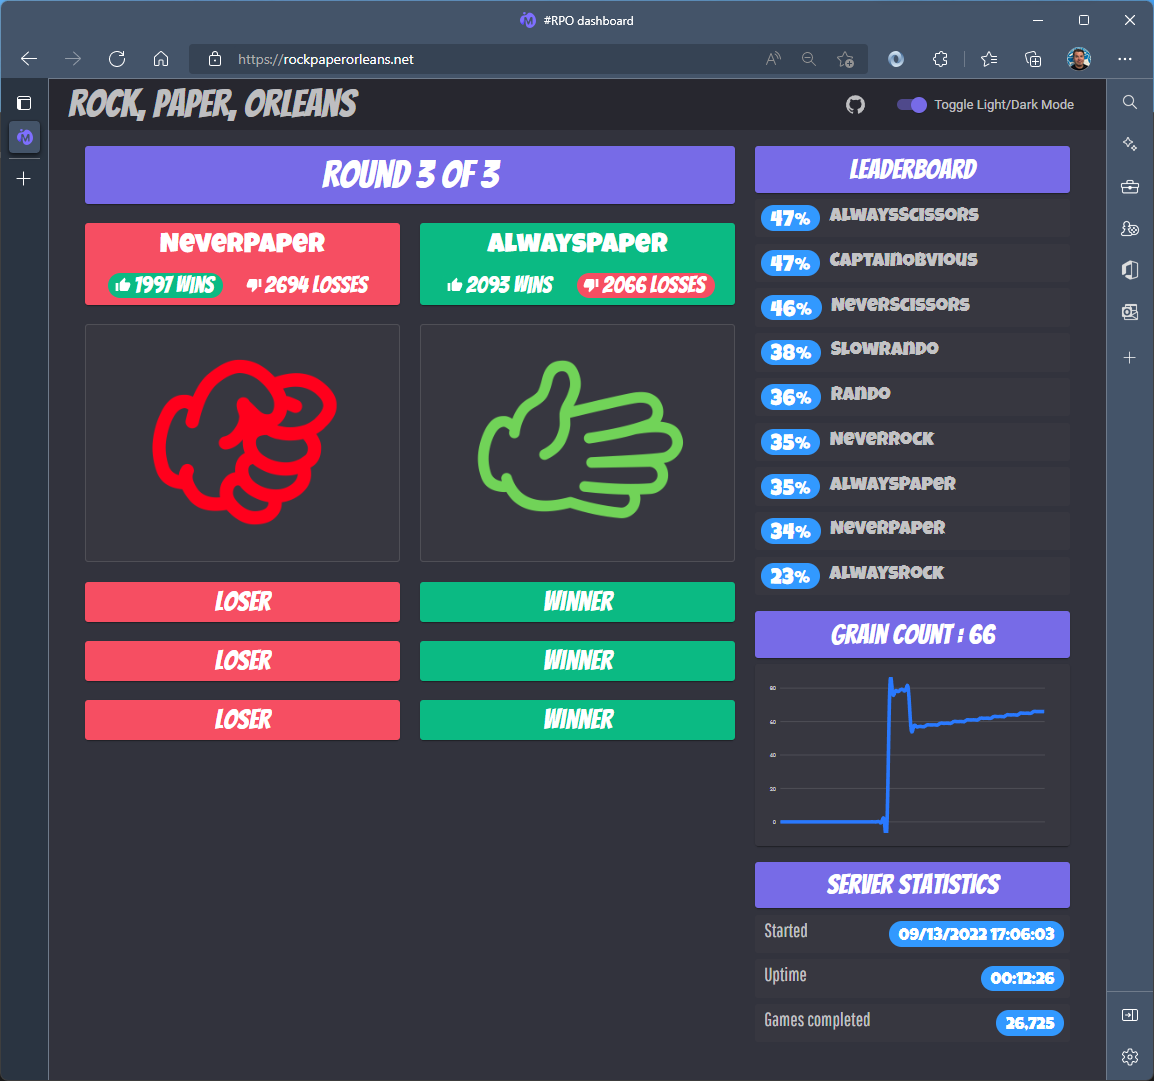 #RPO dashboard
https://rockpaperorleans.net
ROCK, PAPER, ORLEANS
Toggle Light/Dark Mode
ROUND 3 OF 3
NeverPaper
1997 WINS
2694 LOSSES
AlwaysPaper
2093 WINS
2066 LOSSES
LOSER
WINNER
LOSER
WINNER
LOSER
WINNER
LEADERBOARD
47% AlwaysScissors
47% CaptainObvious
46% NeverScissors
38% SlowRando
36% Rando
35% NeverRock
35% AlwaysPaper
34% NeverPaper
23% AlwaysRock
GRAIN COUNT : 66
80
60
40
20
0
SERVER STATISTICS
Started 09/13/2022 17:06:03
Uptime 00:12:26
Games completed 26,725